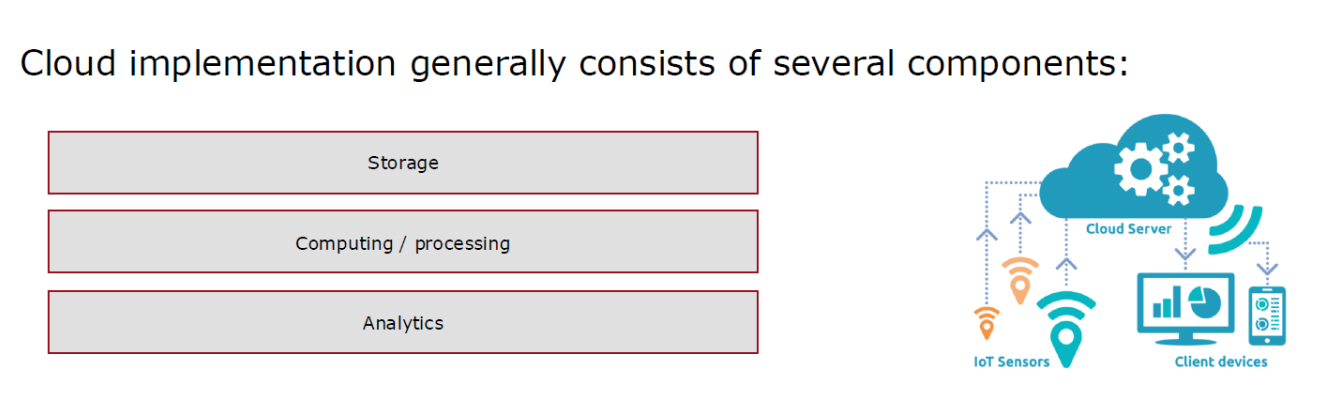 Cloud implementation generally consists of several components:
Storage
Computing / processing
Analytics
Cloud Server
IoT Sensors
Client devices